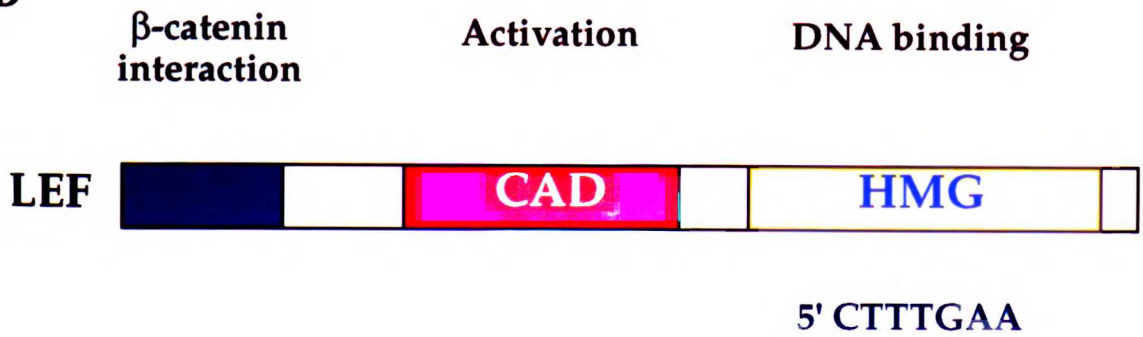 β-catenin
interaction
Activation
DNA binding
LEF
CAD
HMG
5' CTTTGAA